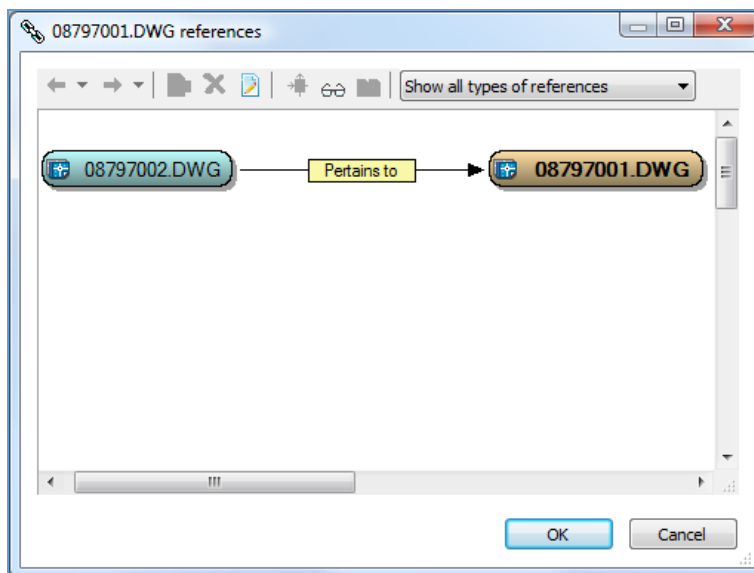 08797001.DWG references
Show all types of references
08797002.DWG
Pertains to
08797001.DWG
OK
Cancel